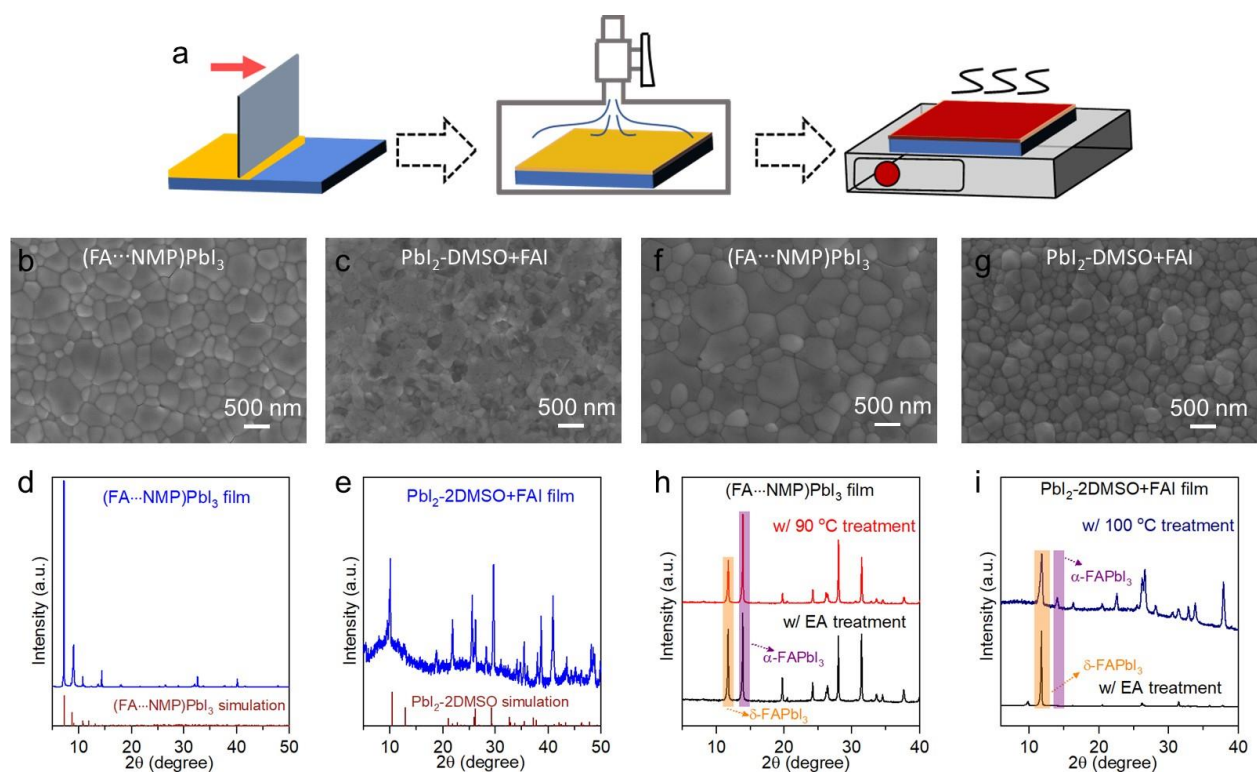 a
b
(FA···NMP)PbI3
500 nm
c
PbI2-DMSO+FAI
500 nm
f
(FA···NMP)PbI3
500 nm
g
PbI2-DMSO+FAI
500 nm
d
(FA···NMP)PbI3 film
(FA···NMP)PbI3 simulation
Intensity (a.u.)
10 20 30 40 50
2θ (degree)
e
PbI2-2DMSO+FAI film
PbI2-2DMSO simulation
Intensity (a.u.)
10 20 30 40 50
2θ (degree)
h
(FA···NMP)PbI3 film
w/ 90 °C treatment
w/ EA treatment
α-FAPbI3
δ-FAPbI3
Intensity (a.u.)
10 20 30 40
2θ (degree)
i
PbI2-2DMSO+FAI film
w/ 100 °C treatment
α-FAPbI3
δ-FAPbI3
w/ EA treatment
Intensity (a.u.)
10 20 30 40
2θ (degree)